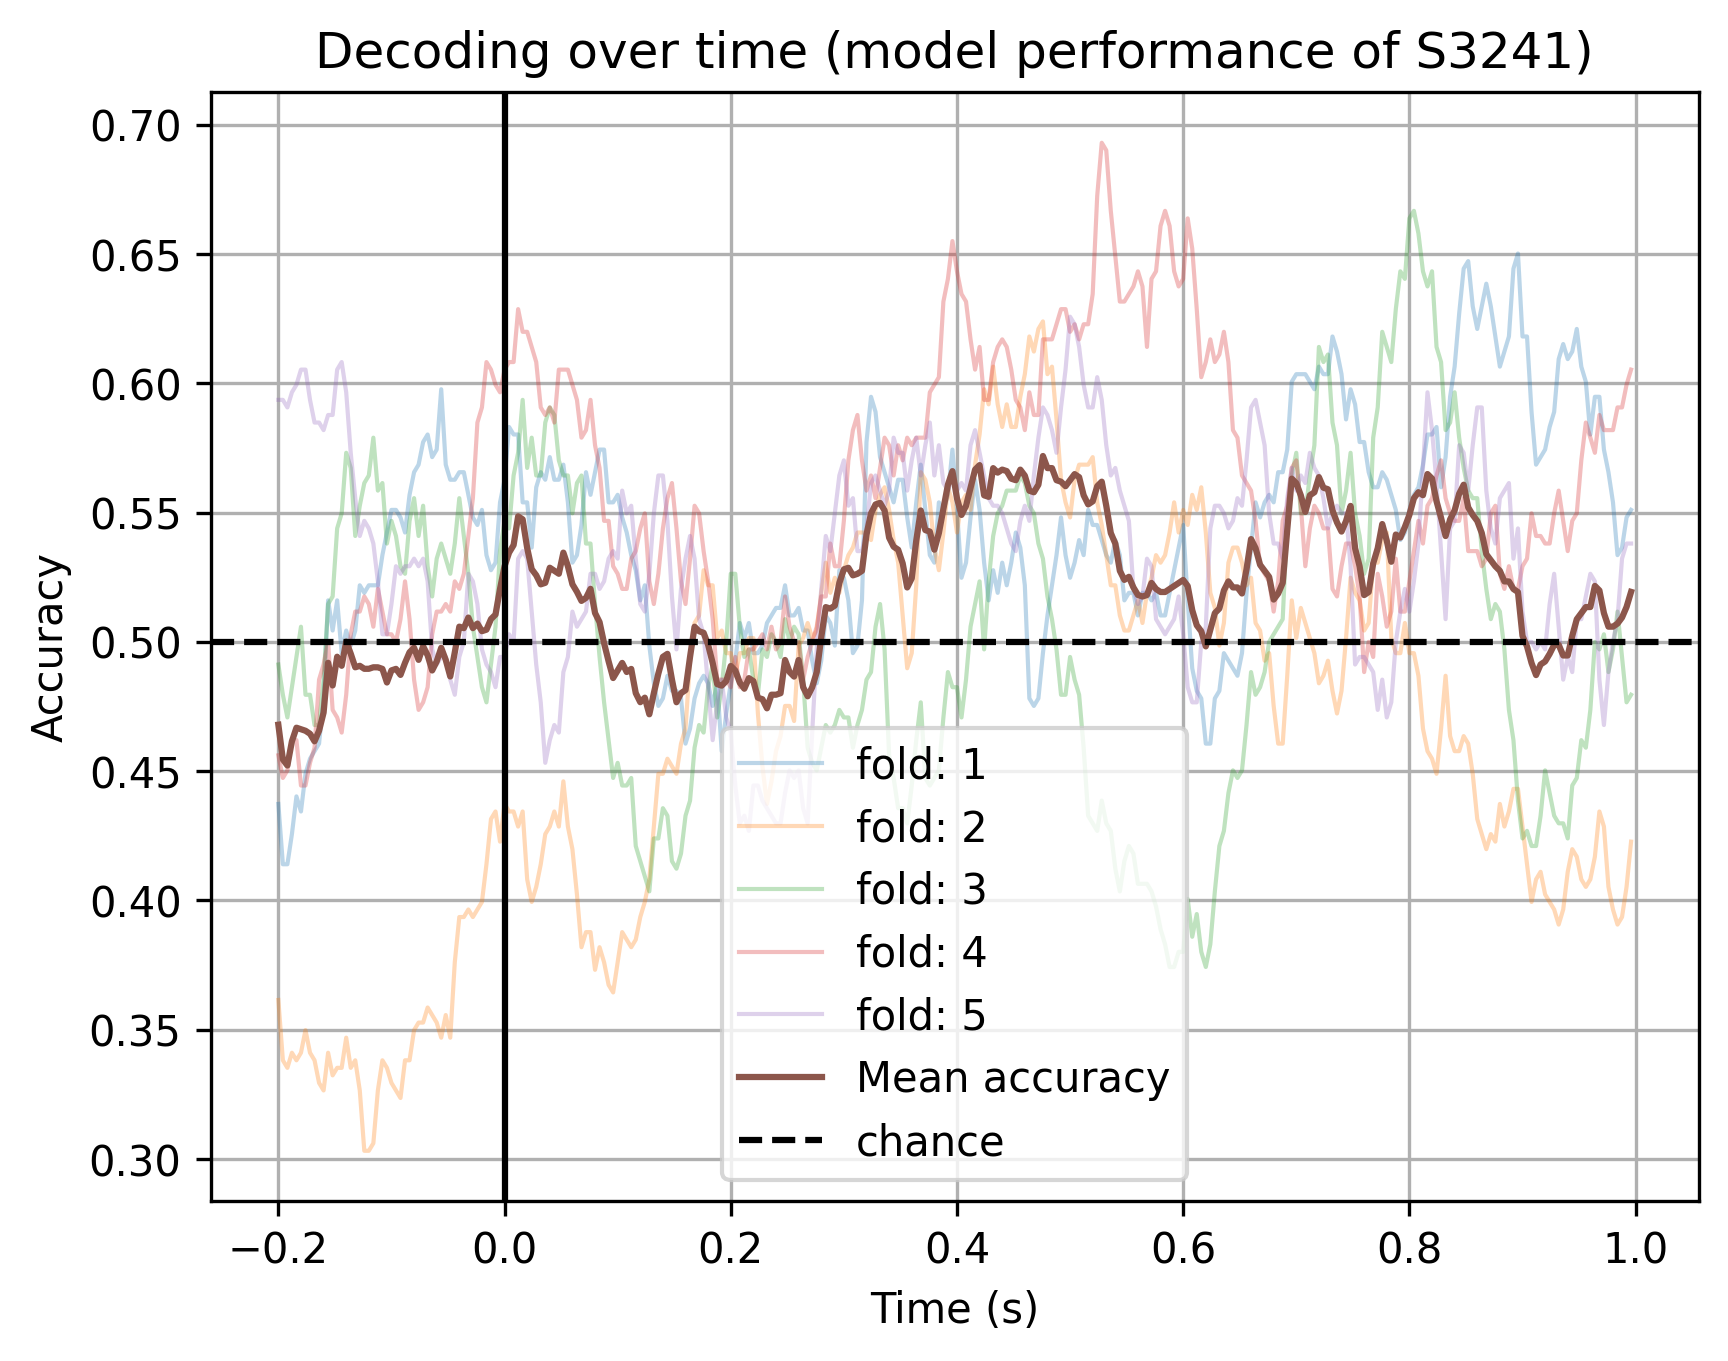 Decoding over time (model performance of S3241)
0.70
0.65
0.60
0.55
0.50
0.45
0.40
0.35
0.30
Accuracy
fold: 1
fold: 2
fold: 3
fold: 4
fold: 5
Mean accuracy
chance
−0.2 0.0 0.2 0.4 0.6 0.8 1.0
Time (s)